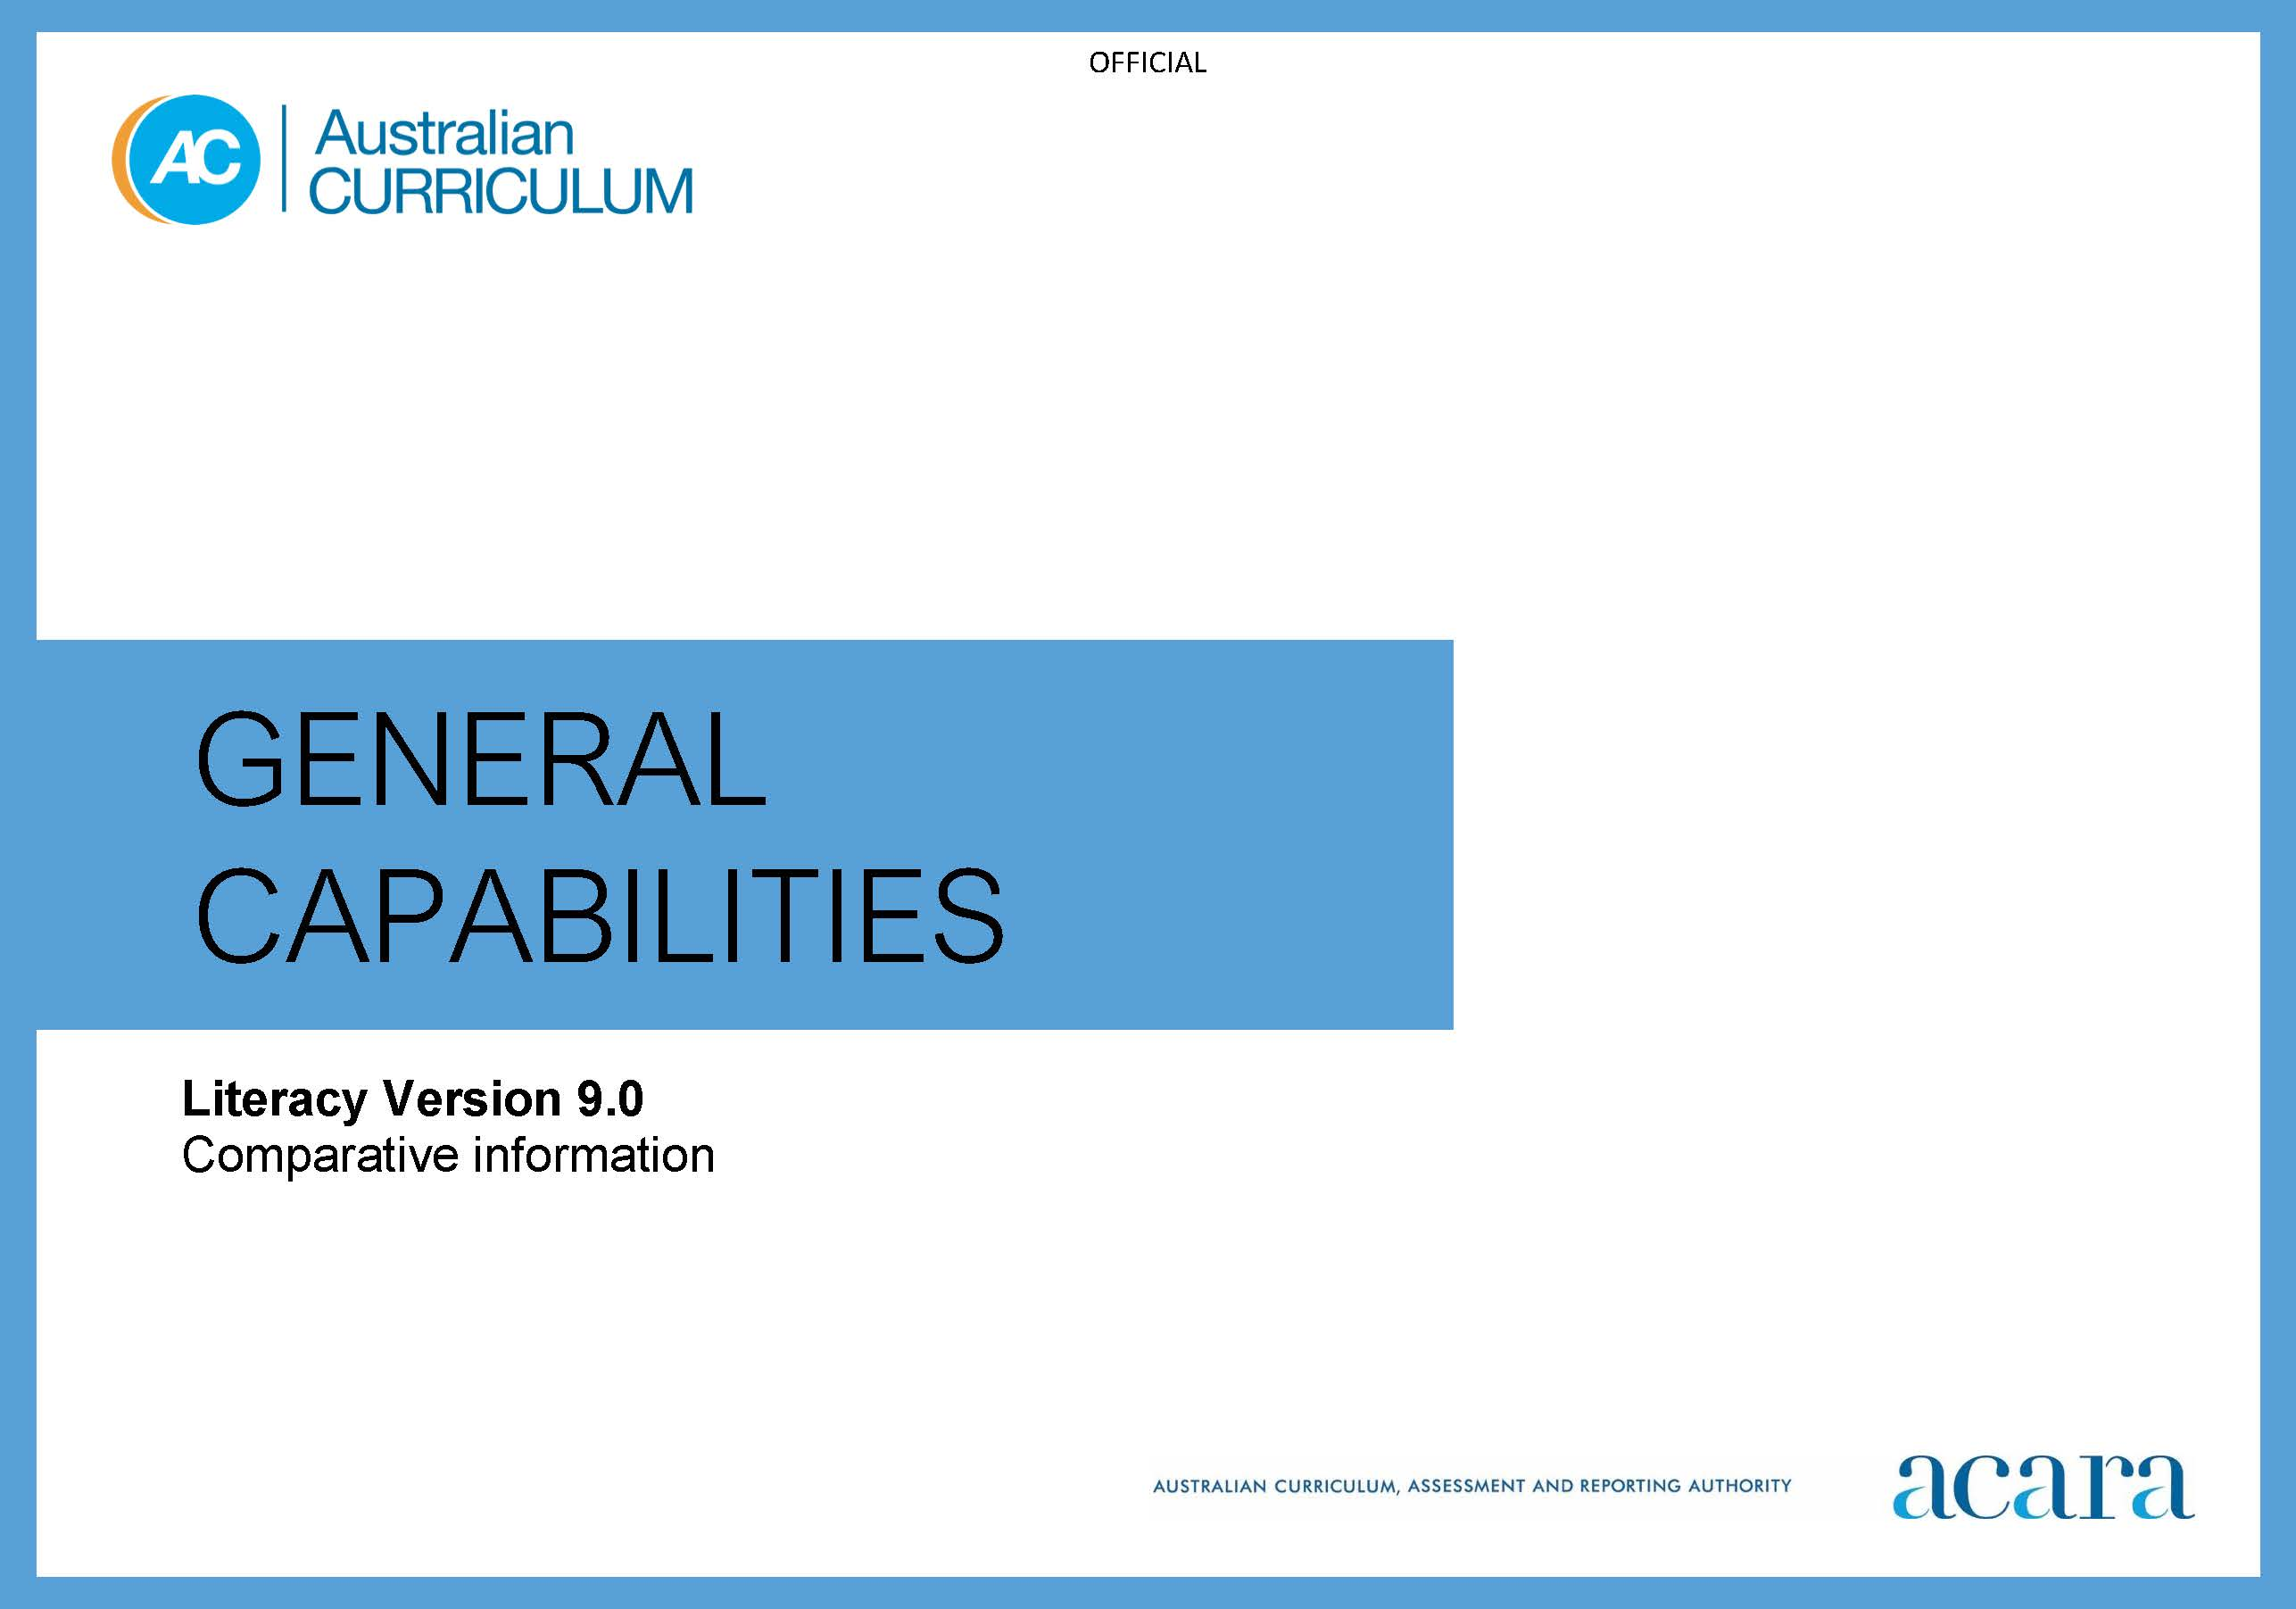 OFFICIAL
AC
Australian
CURRICULUM
GENERAL
CAPABILITIES
Literacy Version 9.0
Comparative information
AUSTRALIAN CURRICULUM, ASSESSMENT AND REPORTING AUTHORITY
acara